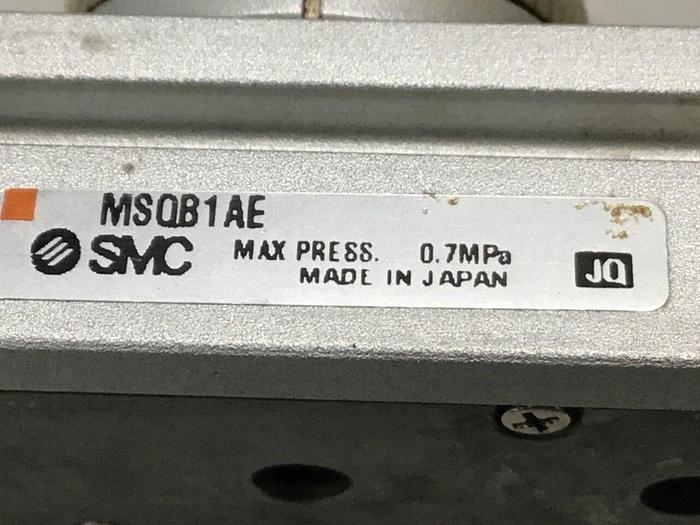 MSQB1AE
SMC MAX PRESS. 0.7MPa
MADE IN JAPAN JQ